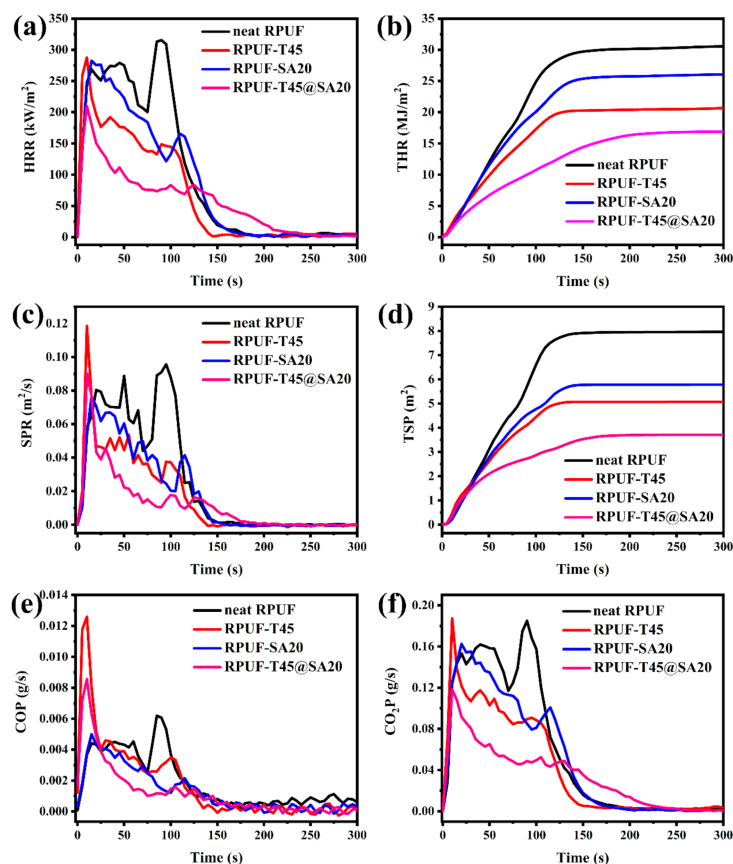 (a)
350
300
250
200
150
100
50
0
HRR (kW/m²)
neat RPUF
RPUF-T45
RPUF-SA20
RPUF-T45@SA20
0 50 100 150 200 250 300
Time (s)
(b)
35
30
25
20
15
10
5
0
THR (MJ/m²)
neat RPUF
RPUF-T45
RPUF-SA20
RPUF-T45@SA20
0 50 100 150 200 250 300
Time (s)
(c)
0.12
0.10
0.08
0.06
0.04
0.02
0.00
SPR (m²/s)
neat RPUF
RPUF-T45
RPUF-SA20
RPUF-T45@SA20
0 50 100 150 200 250 300
Time (s)
(d)
8
7
6
5
4
3
2
1
0
TSP (m²)
neat RPUF
RPUF-T45
RPUF-SA20
RPUF-T45@SA20
0 50 100 150 200 250 300
Time (s)
(e)
0.014
0.012
0.010
0.008
0.006
0.004
0.002
0.000
COP (g/s)
neat RPUF
RPUF-T45
RPUF-SA20
RPUF-T45@SA20
0 50 100 150 200 250 300
Time (s)
(f)
0.20
0.16
0.12
0.08
0.04
0.00
CO₂P (g/s)
neat RPUF
RPUF-T45
RPUF-SA20
RPUF-T45@SA20
0 50 100 150 200 250 300
Time (s)